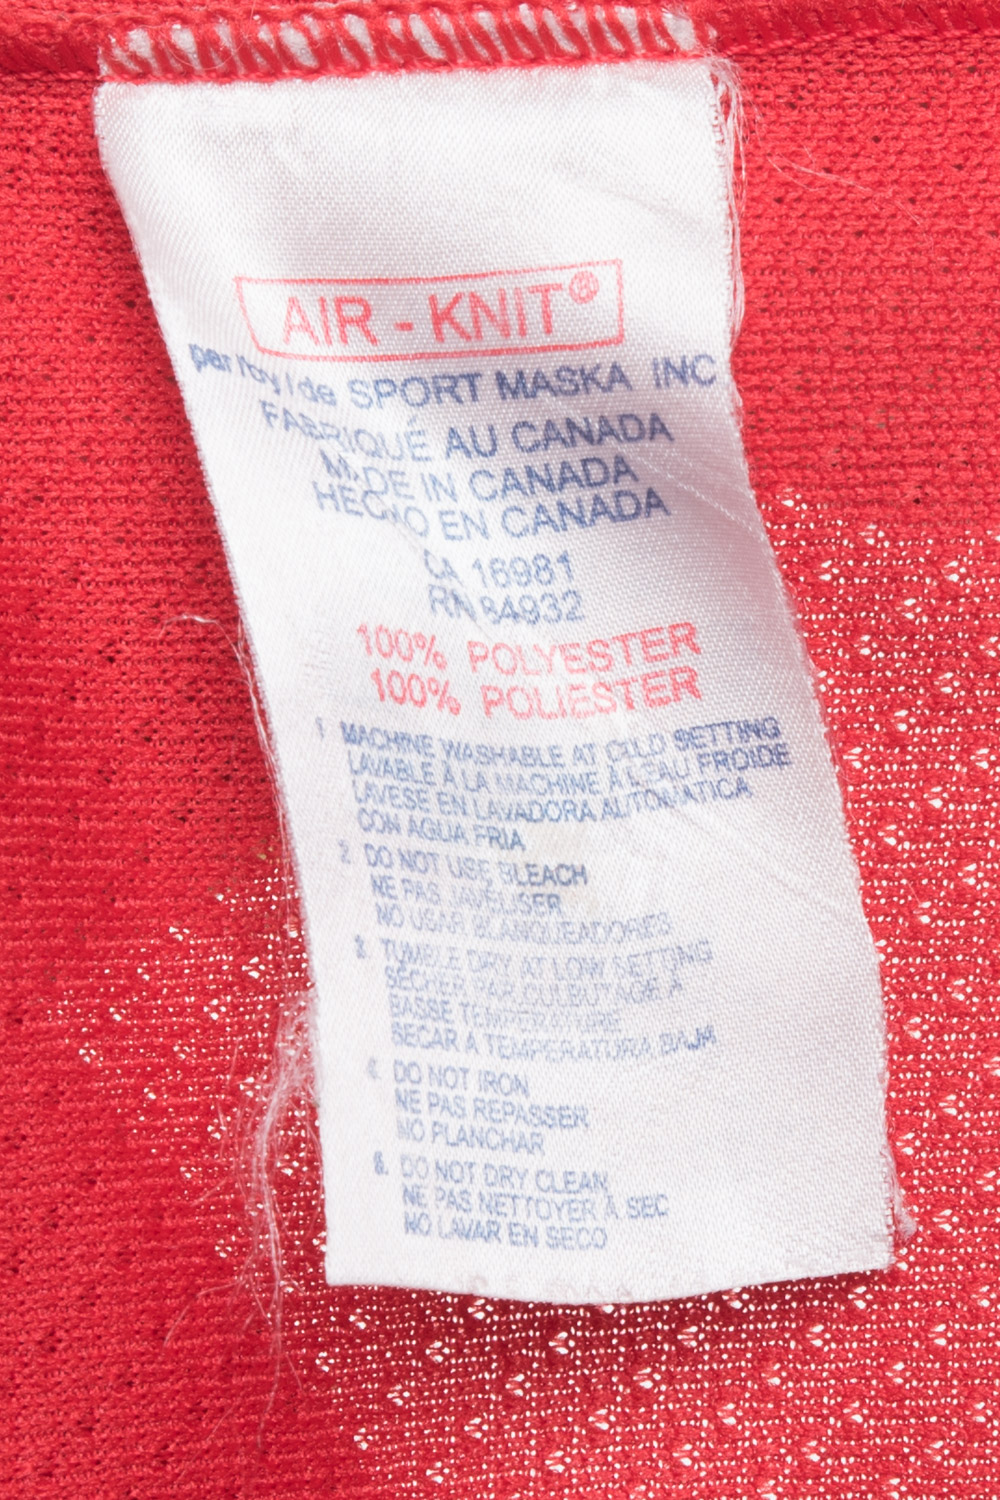 AIR - KNIT®
par / by / de SPORT MASKA INC
FABRIQUÉ AU CANADA
MADE IN CANADA
HECHO EN CANADA
CA 16981
RN 84932
100% POLYESTER
100% POLIESTER
1 MACHINE WASHABLE AT COLD SETTING
LAVABLE À LA MACHINE À L'EAU FROIDE
LAVESE EN LAVADORA AUTOMATICA
CON AGUA FRIA
2. DO NOT USE BLEACH
NE PAS JAVÉLISER
NO USAR BLANQUEADORES
3. TUMBLE DRY AT LOW SETTING
SÉCHER PAR CULBUTAGE À
BASSE TEMPERATURE
SECAR A TEMPERATURA BAJA
4. DO NOT IRON
NE PAS REPASSER
NO PLANCHAR
5. DO NOT DRY CLEAN
NE PAS NETTOYER À SEC
NO LAVAR EN SECO